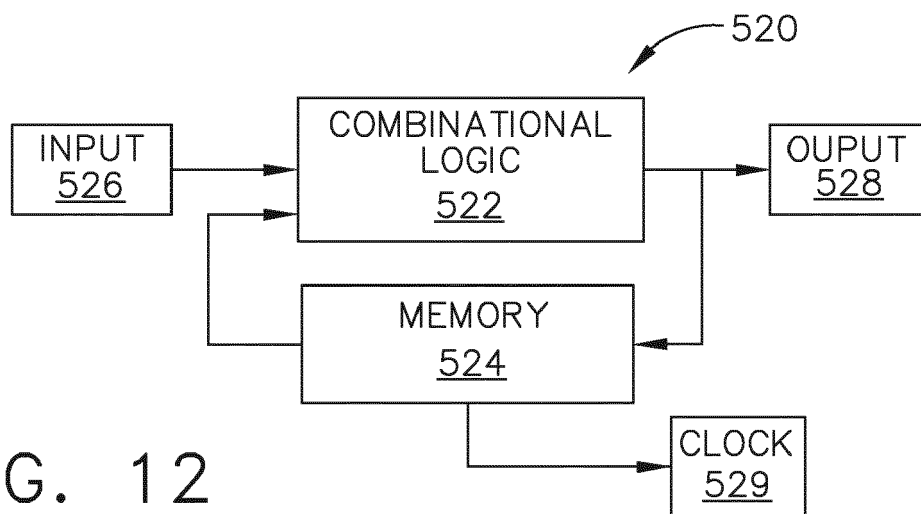 520
INPUT
526
COMBINATIONAL
LOGIC
522
OUPUT
528
MEMORY
524
CLOCK
529
G. 12